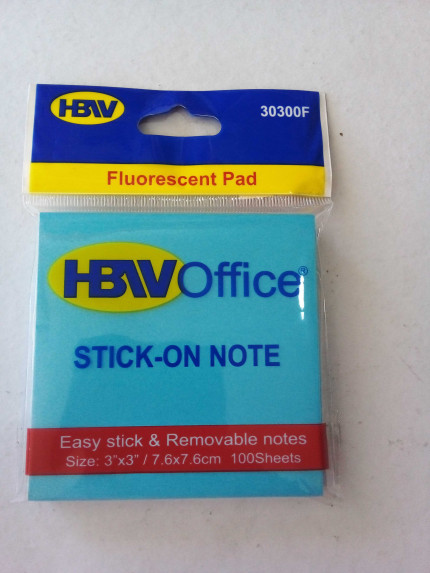 HBW
30300F
Fluorescent Pad
HBWOffice®
STICK-ON NOTE
Easy stick & Removable notes
Size: 3"x3" / 7.6x7.6cm 100Sheets